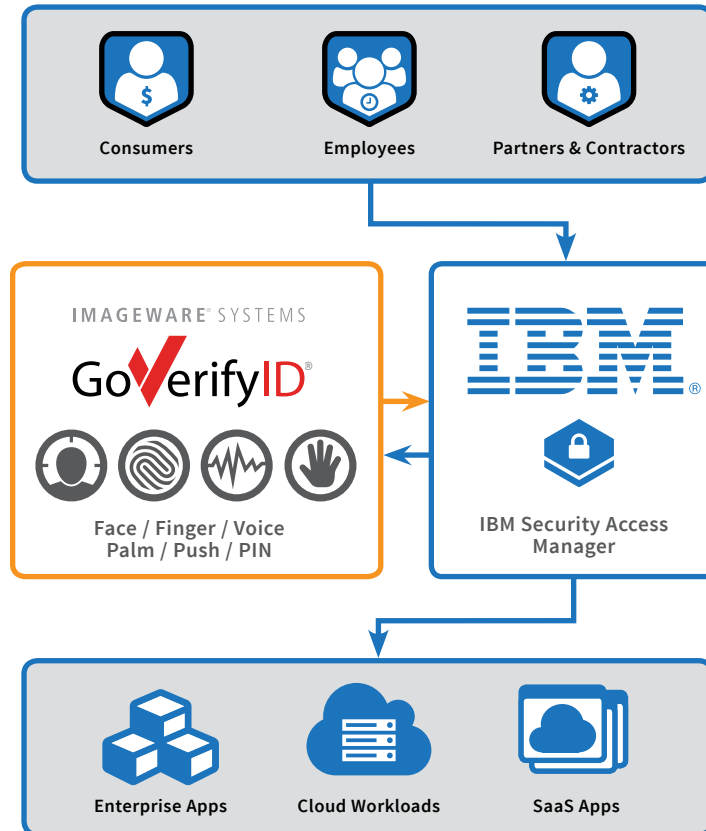 $
Consumers
Employees
Partners & Contractors
IMAGEWARE® SYSTEMS
GoVerifyID®
Face / Finger / Voice
Palm / Push / PIN
IBM®
IBM Security Access
Manager
Enterprise Apps
Cloud Workloads
SaaS Apps